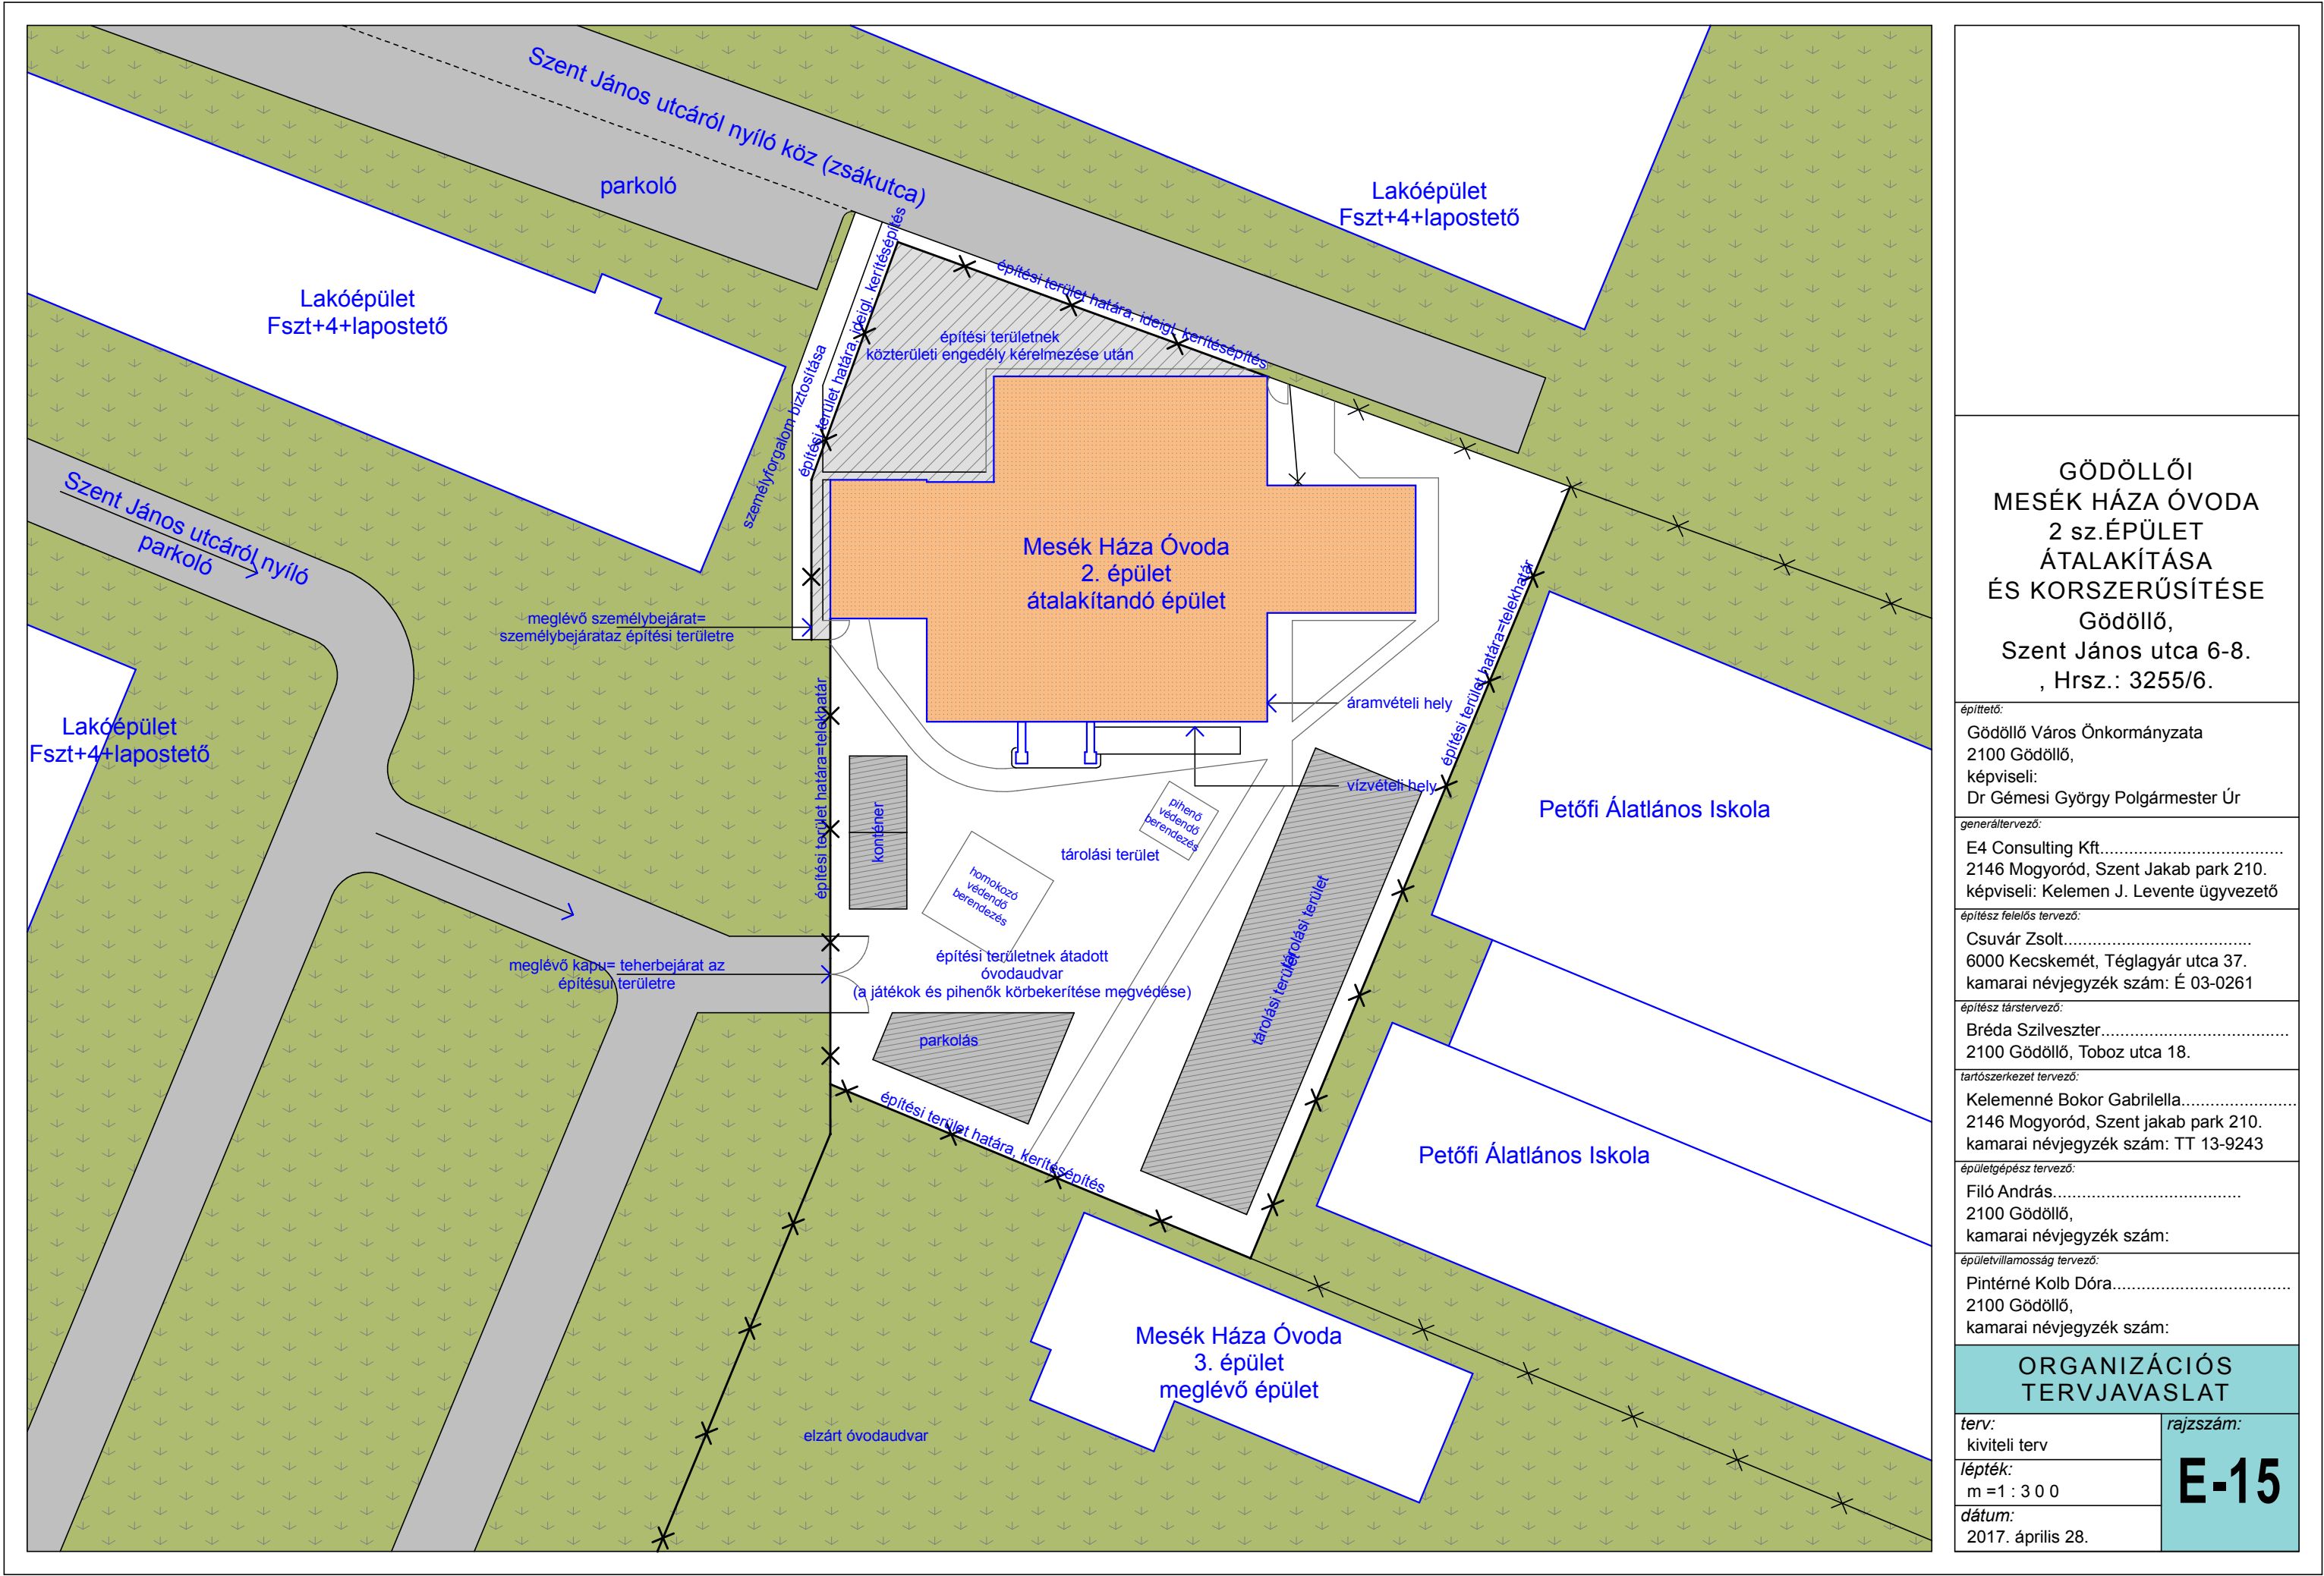 Szent János utcáról nyíló köz (zsákutca)
parkoló
Lakóépület
Fszt+4+lapostető
Lakóépület
Fszt+4+lapostető
építési terület határa, ideigl. kerítésépítés
építési terület határa, ideigl. kerítésépítés
építési területnek
közterületi engedély kérelmezése után
személyforgalom biztosítása
Szent János utcáról nyíló
parkoló
Mesék Háza Óvoda
2. épület
átalakítandó épület
meglévő személybejárat=
személybejárataz építési területre
építési terület határa=telekhatár
építési terület határa=telekhatár
áramvételi hely
vízvételi hely
Lakóépület
Fszt+4+lapostető
konténer
pihenő
védendő
berendezés
tárolási terület
homokozó
védendő
berendezés
tárolási terület
tárolási terület
Petőfi Álatlános Iskola
meglévő kapu= teherbejárat az
építésui területre
építési területnek átadott
óvodaudvar
(a játékok és pihenők körbekerítése megvédése)
parkolás
építési terület határa, kerítésépítés
Petőfi Álatlános Iskola
Mesék Háza Óvoda
3. épület
meglévő épület
elzárt óvodaudvar
GÖDÖLLŐI
MESÉK HÁZA ÓVODA
2 sz.ÉPÜLET
ÁTALAKÍTÁSA
ÉS KORSZERŰSÍTÉSE
Gödöllő,
Szent János utca 6-8.
, Hrsz.: 3255/6.
építtető:
Gödöllő Város Önkormányzata
2100 Gödöllő,
képviseli:
Dr Gémesi György Polgármester Úr
generáltervező:
E4 Consulting Kft......................................
2146 Mogyoród, Szent Jakab park 210.
képviseli: Kelemen J. Levente ügyvezető
építész felelős tervező:
Csuvár Zsolt.......................................
6000 Kecskemét, Téglagyár utca 37.
kamarai névjegyzék szám: É 03-0261
építész társtervező:
Bréda Szilveszter.......................................
2100 Gödöllő, Toboz utca 18.
tartószerkezet tervező:
Kelemenné Bokor Gabrilella........................
2146 Mogyoród, Szent jakab park 210.
kamarai névjegyzék szám: TT 13-9243
épületgépész tervező:
Filó András.......................................
2100 Gödöllő,
kamarai névjegyzék szám:
épületvillamosság tervező:
Pintérné Kolb Dóra.....................................
2100 Gödöllő,
kamarai névjegyzék szám:
ORGANIZÁCIÓS
TERVJAVASLAT
terv:
kiviteli terv
lépték:
m =1 : 3 0 0
dátum:
2017. április 28.
rajzszám:
E-15